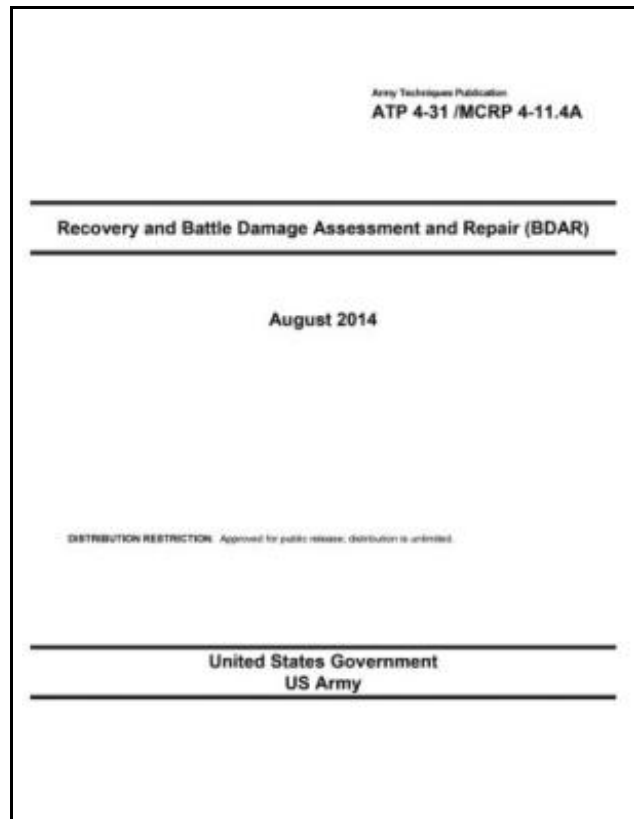 Army Techniques Publication
ATP 4-31 /MCRP 4-11.4A
Recovery and Battle Damage Assessment and Repair (BDAR)
August 2014
DISTRIBUTION RESTRICTION. Approved for public release; distribution is unlimited.
United States Government
US Army